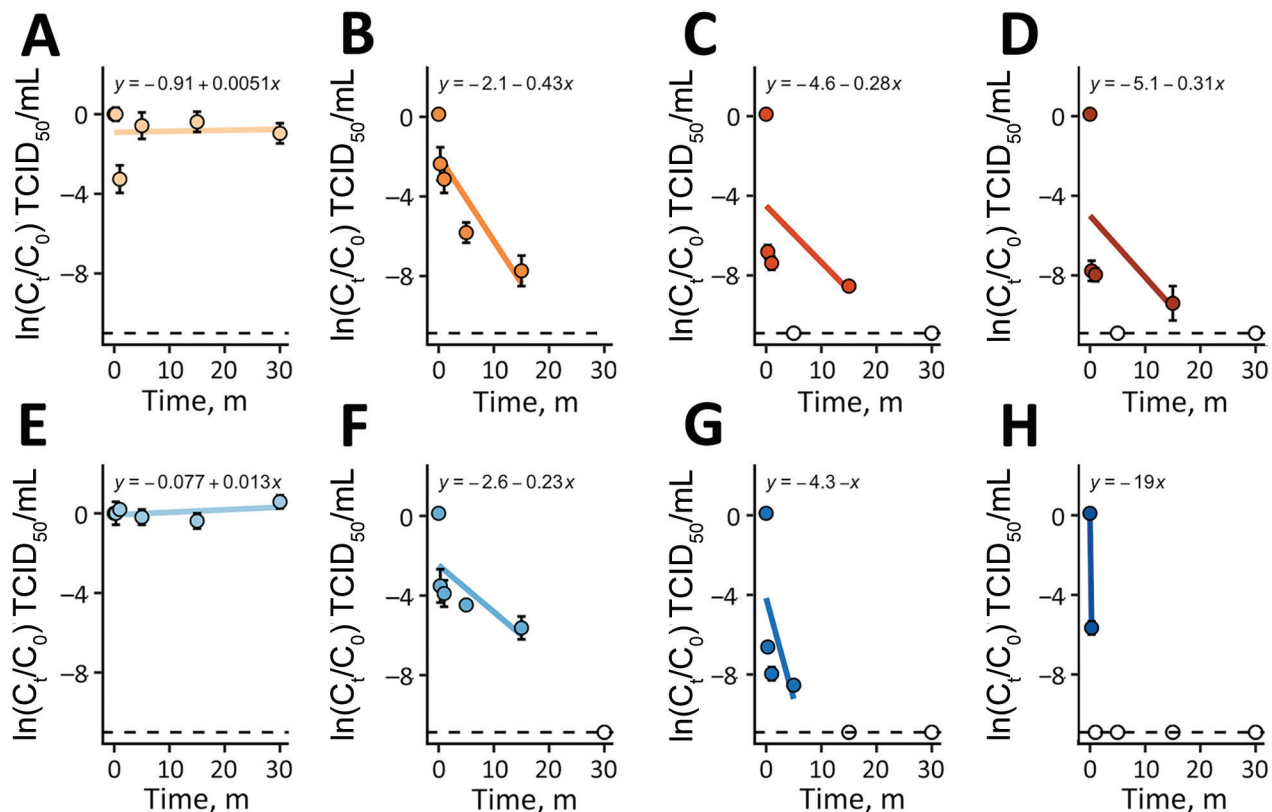 A
B
C
D
y = −0.91 + 0.0051x
y = −2.1 − 0.43x
y = −4.6 − 0.28x
y = −5.1 − 0.31x
ln(Ct/C0) TCID50/mL
ln(Ct/C0) TCID50/mL
ln(Ct/C0) TCID50/mL
ln(Ct/C0) TCID50/mL
0
−4
−8
0
−4
−8
0
−4
−8
0
−4
−8
0 10 20 30
0 10 20 30
0 10 20 30
0 10 20 30
Time, m
Time, m
Time, m
Time, m
E
F
G
H
y = −0.077 + 0.013x
y = −2.6 − 0.23x
y = −4.3 − x
y = −19x
ln(Ct/C0) TCID50/mL
ln(Ct/C0) TCID50/mL
ln(Ct/C0) TCID50/mL
ln(Ct/C0) TCID50/mL
0
−4
−8
0
−4
−8
0
−4
−8
0
−4
−8
0 10 20 30
0 10 20 30
0 10 20 30
0 10 20 30
Time, m
Time, m
Time, m
Time, m